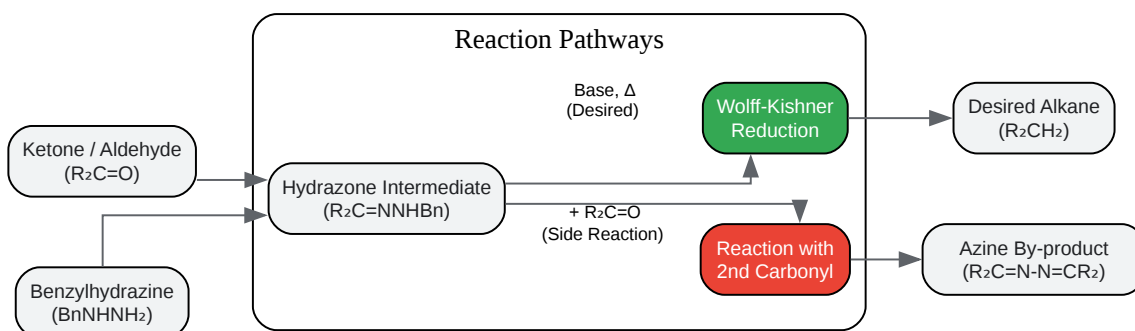 Reaction Pathways
Base, Δ
(Desired)
Wolff-Kishner
Reduction
Desired Alkane
(R₂CH₂)
Ketone / Aldehyde
(R₂C=O)
Hydrazone Intermediate
(R₂C=NNHBn)
+ R₂C=O
(Side Reaction)
Reaction with
2nd Carbonyl
Azine By-product
(R₂C=N-N=CR₂)
Benzylhydrazine
(BnNHNH₂)